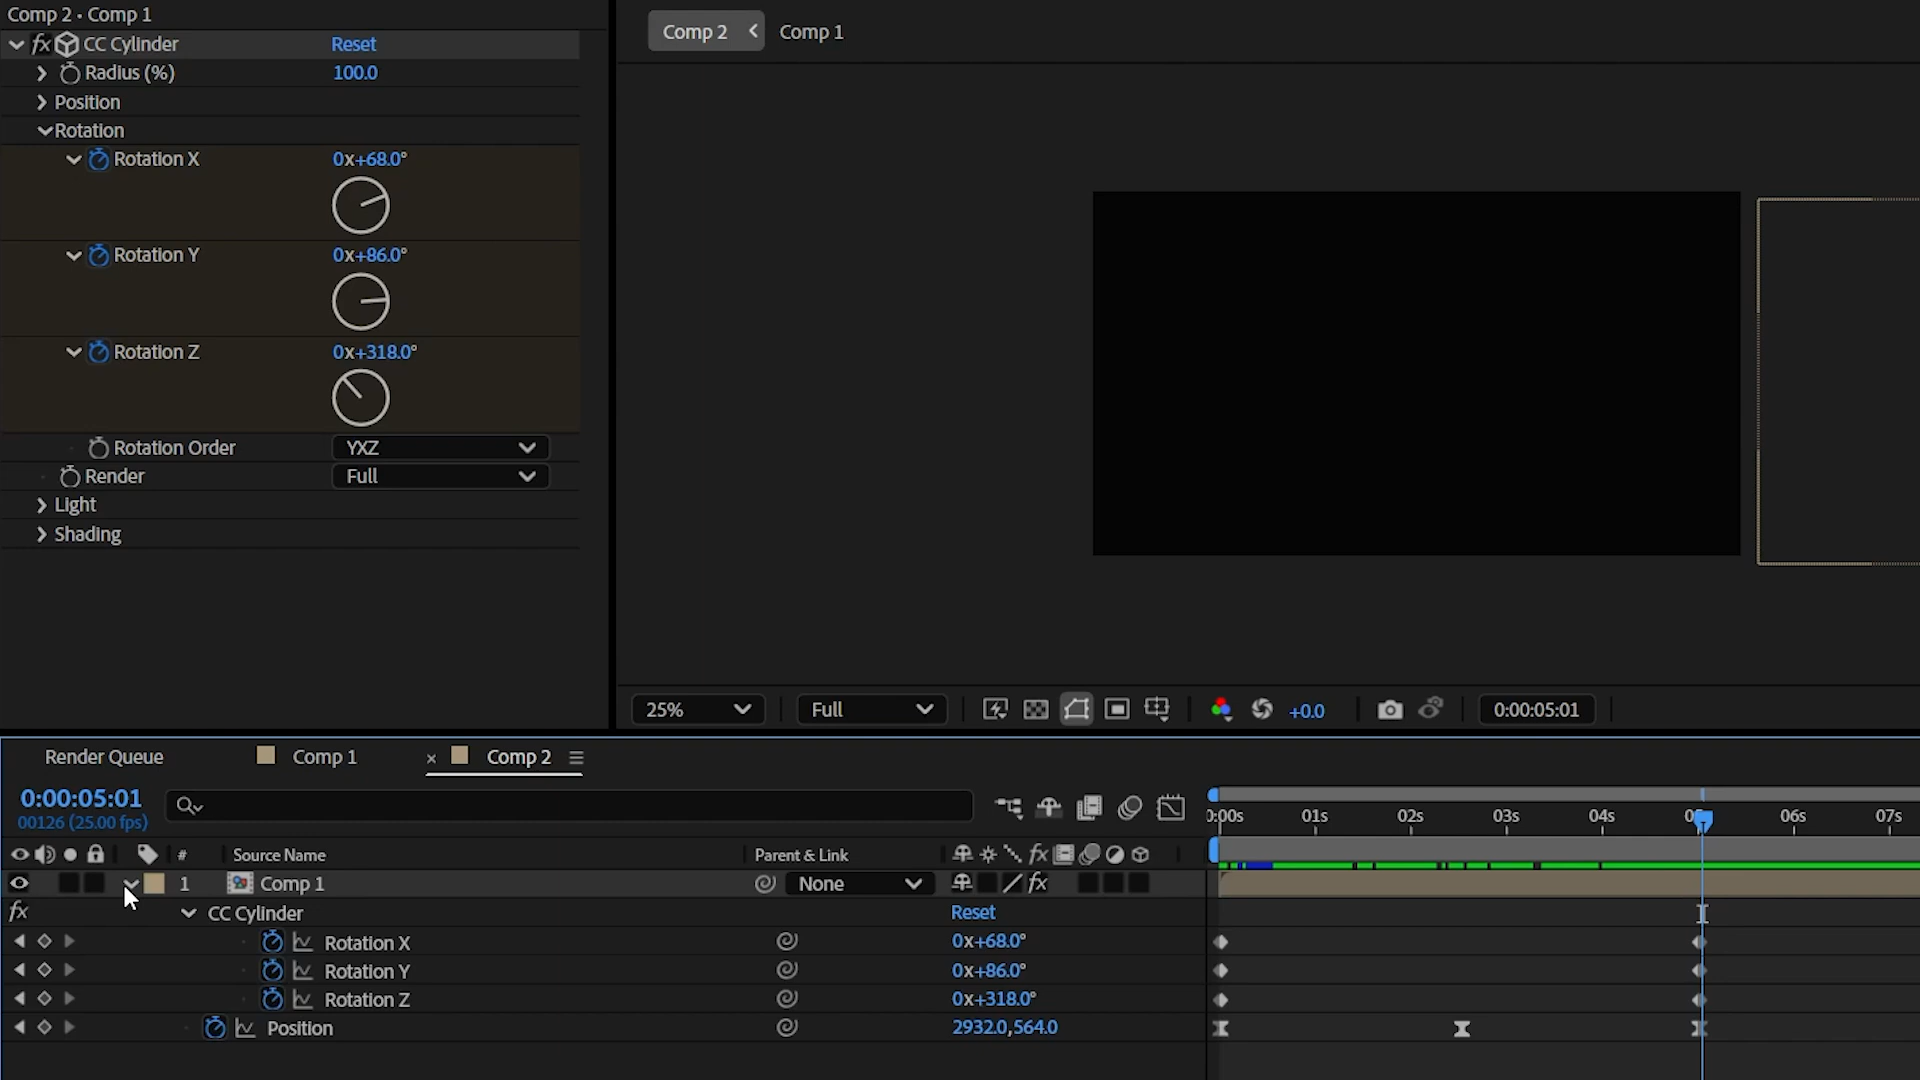 Comp 2 • Comp 1
fx CC Cylinder Reset
Radius (%) 100.0
Position
Rotation
Rotation X 0x+68.0°
Rotation Y 0x+86.0°
Rotation Z 0x+318.0°
Rotation Order YXZ
Render Full
Light
Shading
Comp 2 Comp 1
25% Full +0.0 0:00:05:01
Render Queue Comp 1 × Comp 2
0:00:05:01
00126 (25.00 fps)
0:00s 01s 02s 03s 04s 06s 07s
# Source Name Parent & Link fx
1 Comp 1 None fx
fx CC Cylinder Reset
Rotation X 0x+68.0°
Rotation Y 0x+86.0°
Rotation Z 0x+318.0°
Position 2932.0,564.0